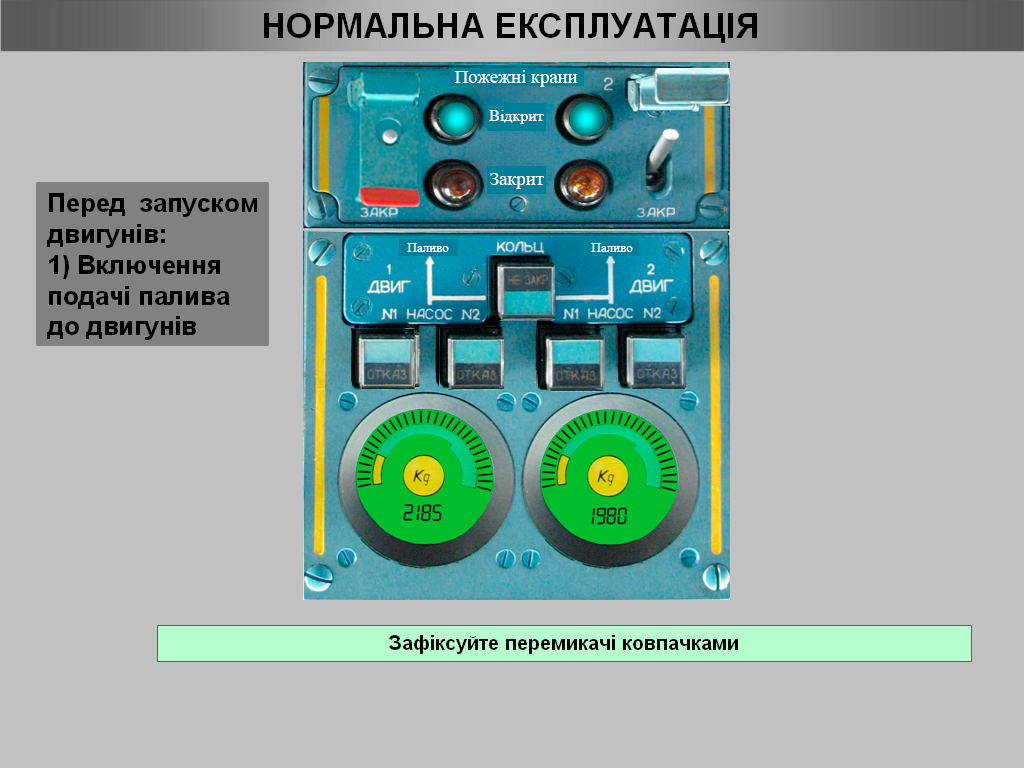 НОРМАЛЬНА ЕКСПЛУАТАЦІЯ
Перед запуском
двигунів:
1) Включення
подачі палива
до двигунів
Пожежні крани
2
Відкрит
Закрит
ЗАКР
ЗАКР
Паливо
КОЛЬЦ
Паливо
1
ДВИГ
НЕ ЗАКР
2
ДВИГ
N1 НАСОС N2
N1 НАСОС N2
ОТКАЗ
ОТКАЗ
ОТКАЗ
ОТКАЗ
Kg
2185
Kg
1980
Зафіксуйте перемикачі ковпачками